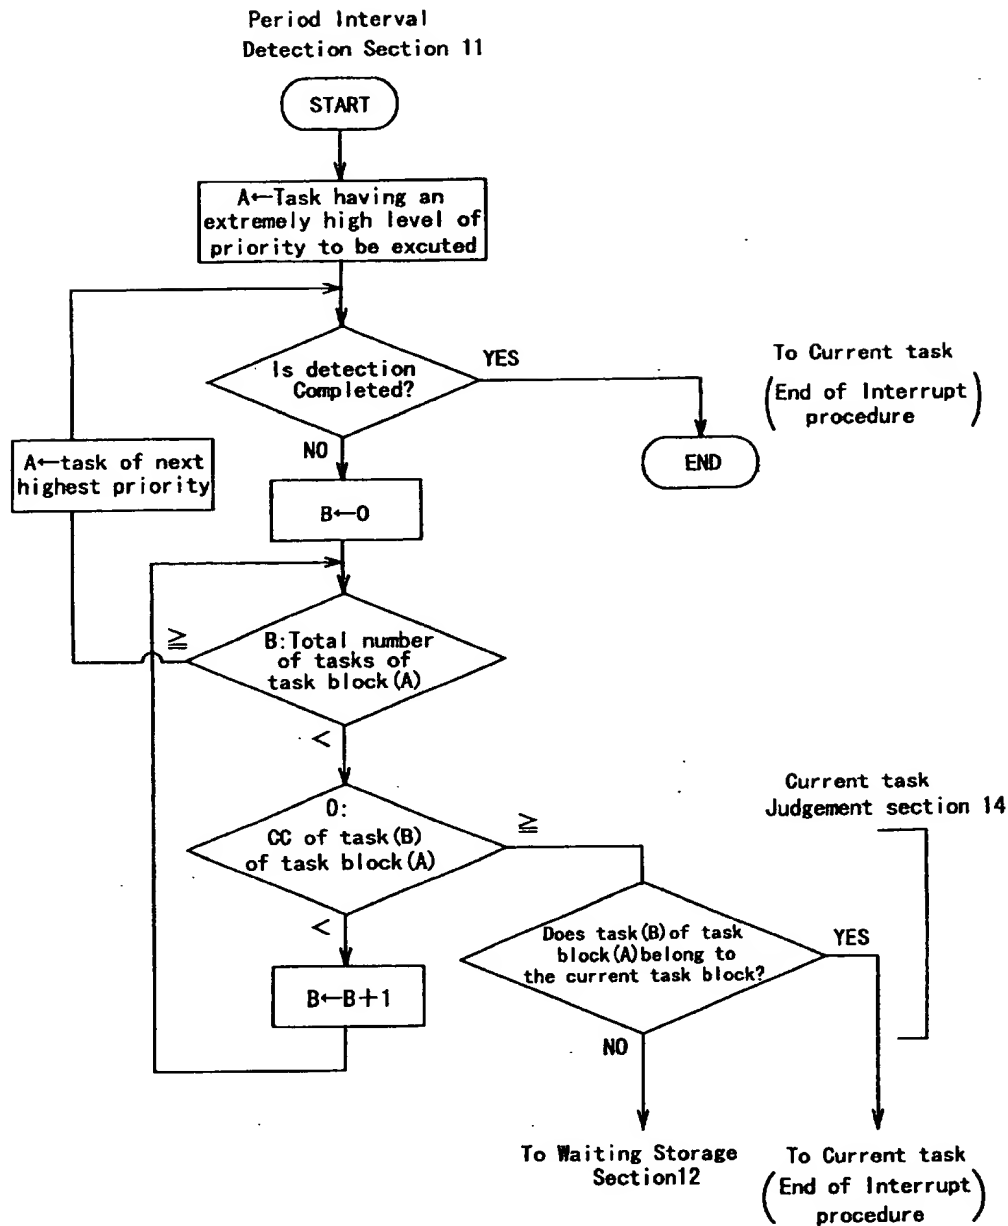 Period Interval
Detection Section 11
START
A←Task having an
extremely high level of
priority to be excuted
Is detection
Completed?
YES
To Current task
(End of Interrupt
procedure)
NO
END
A←task of next
highest priority
B←0
≧
B:Total number
of tasks of
task block(A)
<
0:
CC of task(B)
of task block(A)
≧
Current task
Judgement section 14
<
Does task(B)of task
block(A)belong to
the current task block?
YES
B←B+1
NO
To Waiting Storage
Section12
To Current task
(End of Interrupt
procedure)